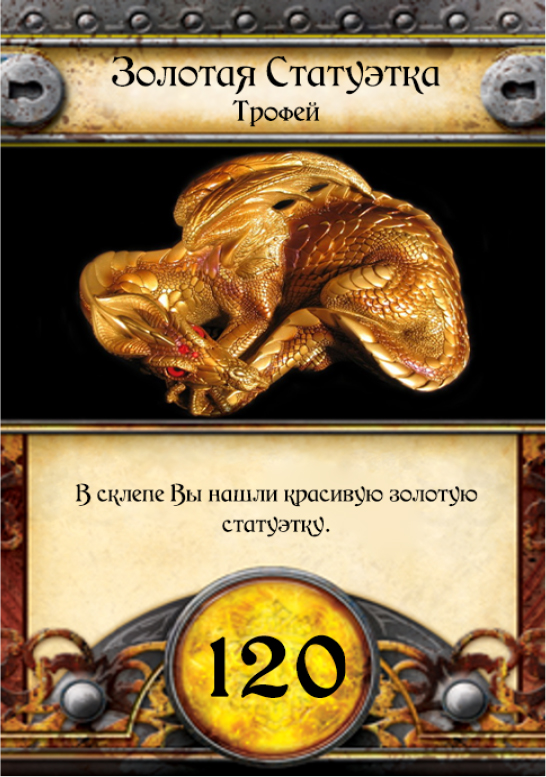 Золотая Статуэтка
Трофей
В склепе Вы нашли красивую золотую
статуэтку.
120